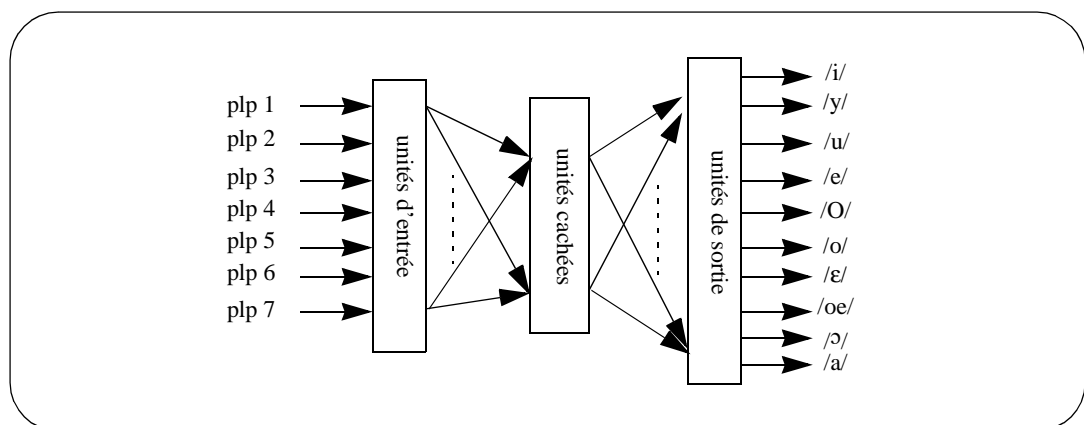 plp 1
plp 2
plp 3
plp 4
plp 5
plp 6
plp 7
unités d'entrée
unités cachées
unités de sortie
/i/
/y/
/u/
/e/
/O/
/o/
/ɛ/
/oe/
/ɔ/
/a/